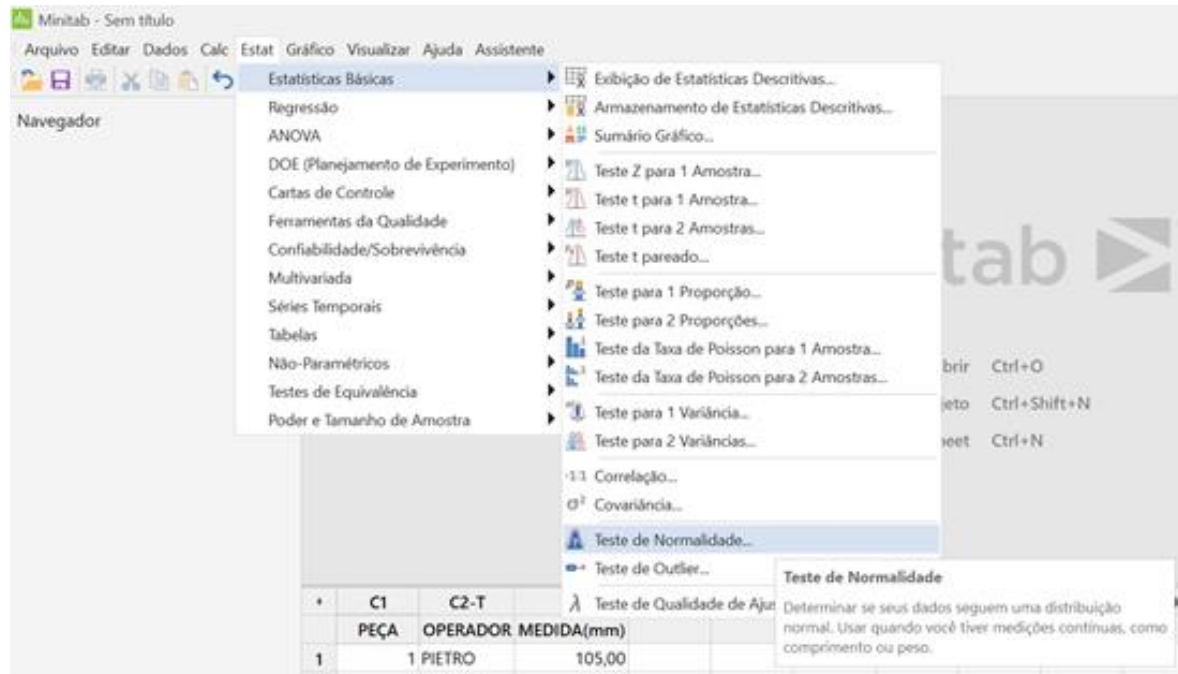 Minitab - Sem título
Arquivo Editar Dados Calc Estat Gráfico Visualizar Ajuda Assistente
Navegador
Estatísticas Básicas
Regressão
ANOVA
DOE (Planejamento de Experimento)
Cartas de Controle
Ferramentas da Qualidade
Confiabilidade/Sobrevivência
Multivariada
Séries Temporais
Tabelas
Não-Paramétricos
Testes de Equivalência
Poder e Tamanho de Amostra
Exibição de Estatísticas Descritivas...
Armazenamento de Estatísticas Descritivas...
Sumário Gráfico...
Teste Z para 1 Amostra...
Teste t para 1 Amostra...
Teste t para 2 Amostras...
Teste t pareado...
Teste para 1 Proporção...
Teste para 2 Proporções...
Teste da Taxa de Poisson para 1 Amostra...
Teste da Taxa de Poisson para 2 Amostras...
Teste para 1 Variância...
Teste para 2 Variâncias...
Correlação...
σ² Covariância...
Teste de Normalidade...
Teste de Outlier...
λ Teste de Qualidade de Ajus
tab
brir Ctrl+O
jeto Ctrl+Shift+N
heet Ctrl+N
Teste de Normalidade
Determinar se seus dados seguem uma distribuição
normal. Usar quando você tiver medições contínuas, como
comprimento ou peso.
C1 C2-T
PEÇA OPERADOR MEDIDA(mm)
1 1 PIETRO 105,00